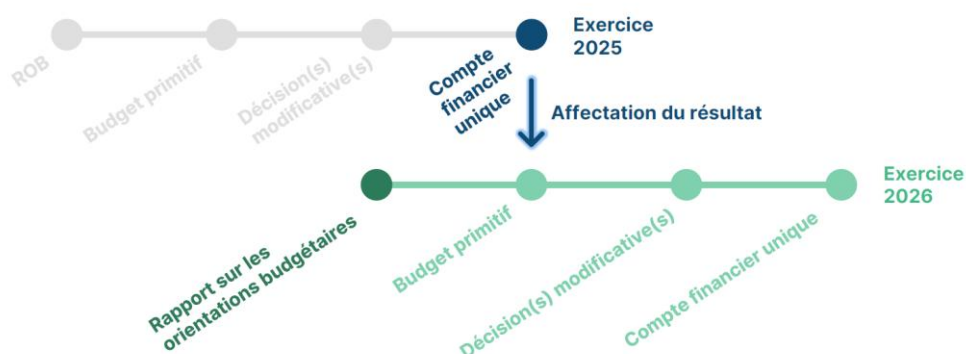 Exercice
2025
ROB
Budget primitif
Décision(s)
modificative(s)
Compte
financier
unique
Affectation du résultat
Exercice
2026
Rapport sur les
orientations budgétaires
Budget primitif
Décision(s) modificative(s)
Compte financier unique